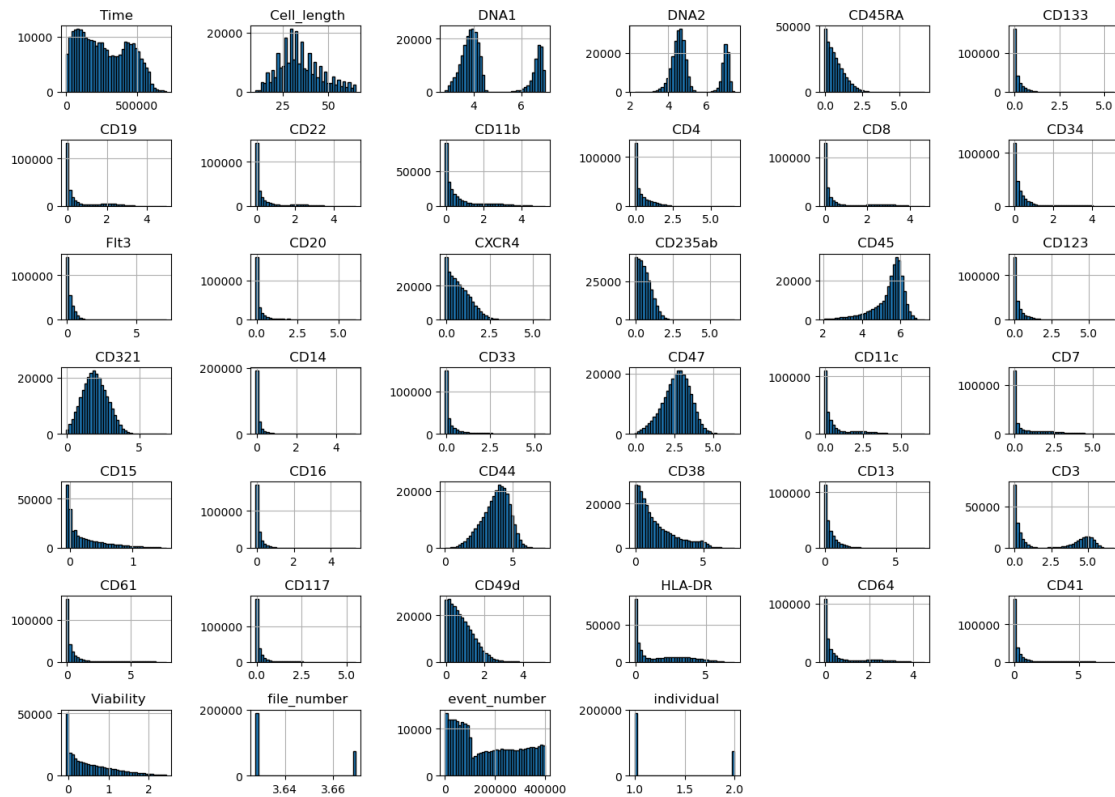 Time Cell_length DNA1 DNA2 CD45RA CD133
10000 20000 20000 20000 50000 100000
0 0 0 0 0 0
0 500000 25 50 4 6 2 4 6 0.0 2.5 5.0 0.0 2.5 5.0
CD19 CD22 CD11b CD4 CD8 CD34
100000 100000 50000 100000 100000 100000
0 0 0 0 0 0
0 2 4 0 2 4 0 2 4 0.0 2.5 5.0 0 2 4 0 2 4
Flt3 CD20 CXCR4 CD235ab CD45 CD123
100000 100000 20000 25000 20000 100000
0 0 0 0 0 0
0 5 0.0 2.5 5.0 0.0 2.5 5.0 0.0 2.5 5.0 2 4 6 0.0 2.5 5.0
CD321 CD14 CD33 CD47 CD11c CD7
20000 200000 100000 20000 100000 100000
0 0 0 0 0 0
0 5 0 2 4 0.0 2.5 5.0 0.0 2.5 5.0 0.0 2.5 5.0 0.0 2.5 5.0
CD15 CD16 CD44 CD38 CD13 CD3
50000 100000 20000 20000 100000 50000
0 0 0 0 0 0
0 1 0 2 4 0 5 0 5 0 5 0.0 2.5 5.0
CD61 CD117 CD49d HLA-DR CD64 CD41
100000 100000 20000 50000 100000 100000
0 0 0 0 0 0
0.0 2.5 5.0 0.0 2.5 5.0 0 2 4 0 5 0 2 4 0 5
Viability file_number event_number individual
50000 200000 10000 200000
0 0 0 0
0 1 2 3.64 3.66 0 200000 400000 1.0 1.5 2.0